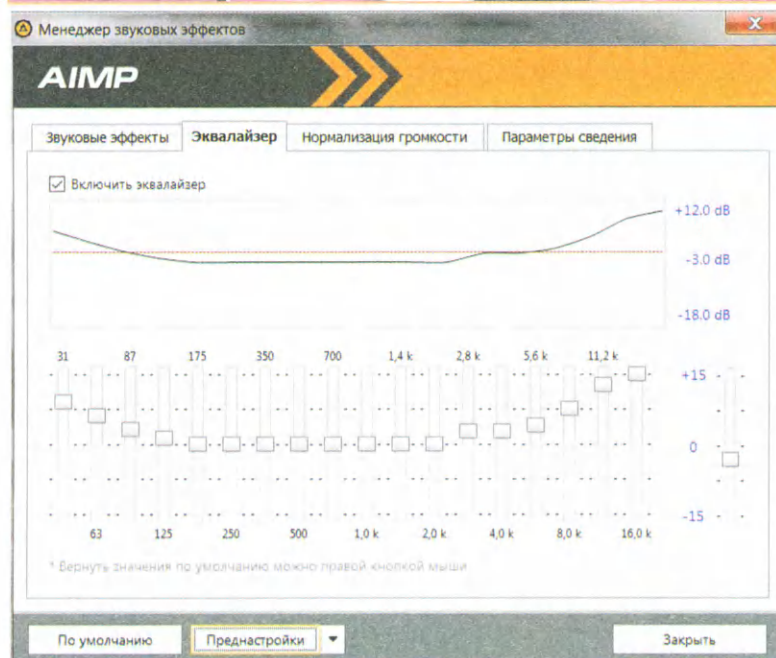 Менеджер звуковых эффектов
AIMP
Звуковые эффекты Эквалайзер Нормализация громкости Параметры сведения
Включить эквалайзер
+12.0 dB
-3.0 dB
-18.0 dB
31 87 175 350 700 1,4 k 2,8 k 5,6 k 11,2 k
+15
0
-15
63 125 250 500 1,0 k 2,0 k 4,0 k 8,0 k 16,0 k
* Вернуть значения по умолчанию можно правой кнопкой мыши
По умолчанию Преднастройки Закрыть